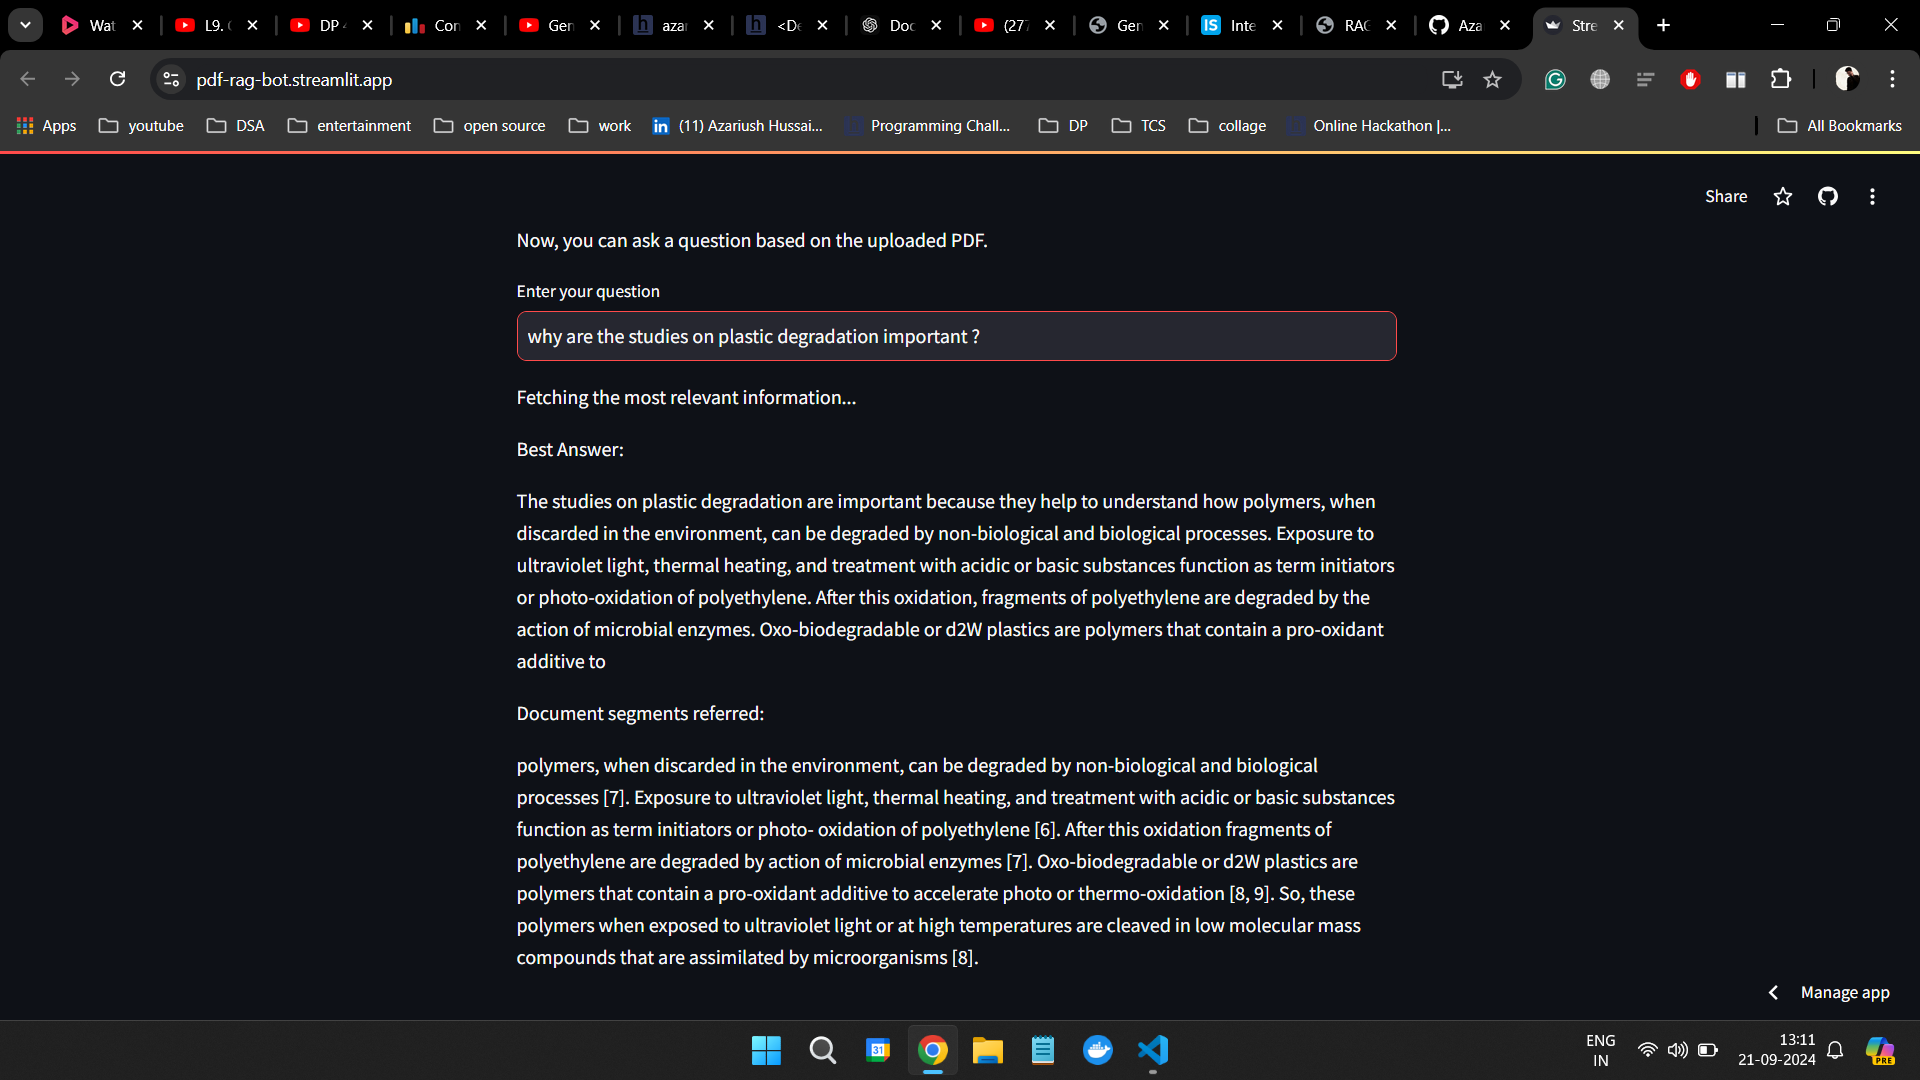 Wat
L9. (
DP 4
Con
Gen
azar
<De
Doc
(277
Gen
IS Inte
RAG
Aza
Stre
pdf-rag-bot.streamlit.app
Apps
youtube
DSA
entertainment
open source
work
in (11) Azariush Hussai...
Programming Chall...
DP
TCS
collage
Online Hackathon |...
All Bookmarks
Share
Now, you can ask a question based on the uploaded PDF.
Enter your question
why are the studies on plastic degradation important ?
Fetching the most relevant information...
Best Answer:
The studies on plastic degradation are important because they help to understand how polymers, when
discarded in the environment, can be degraded by non-biological and biological processes. Exposure to
ultraviolet light, thermal heating, and treatment with acidic or basic substances function as term initiators
or photo-oxidation of polyethylene. After this oxidation, fragments of polyethylene are degraded by the
action of microbial enzymes. Oxo-biodegradable or d2W plastics are polymers that contain a pro-oxidant
additive to
Document segments referred:
polymers, when discarded in the environment, can be degraded by non-biological and biological
processes [7]. Exposure to ultraviolet light, thermal heating, and treatment with acidic or basic substances
function as term initiators or photo- oxidation of polyethylene [6]. After this oxidation fragments of
polyethylene are degraded by action of microbial enzymes [7]. Oxo-biodegradable or d2W plastics are
polymers that contain a pro-oxidant additive to accelerate photo or thermo-oxidation [8, 9]. So, these
polymers when exposed to ultraviolet light or at high temperatures are cleaved in low molecular mass
compounds that are assimilated by microorganisms [8].
Manage app
31
ENG
IN
13:11
21-09-2024
PRE